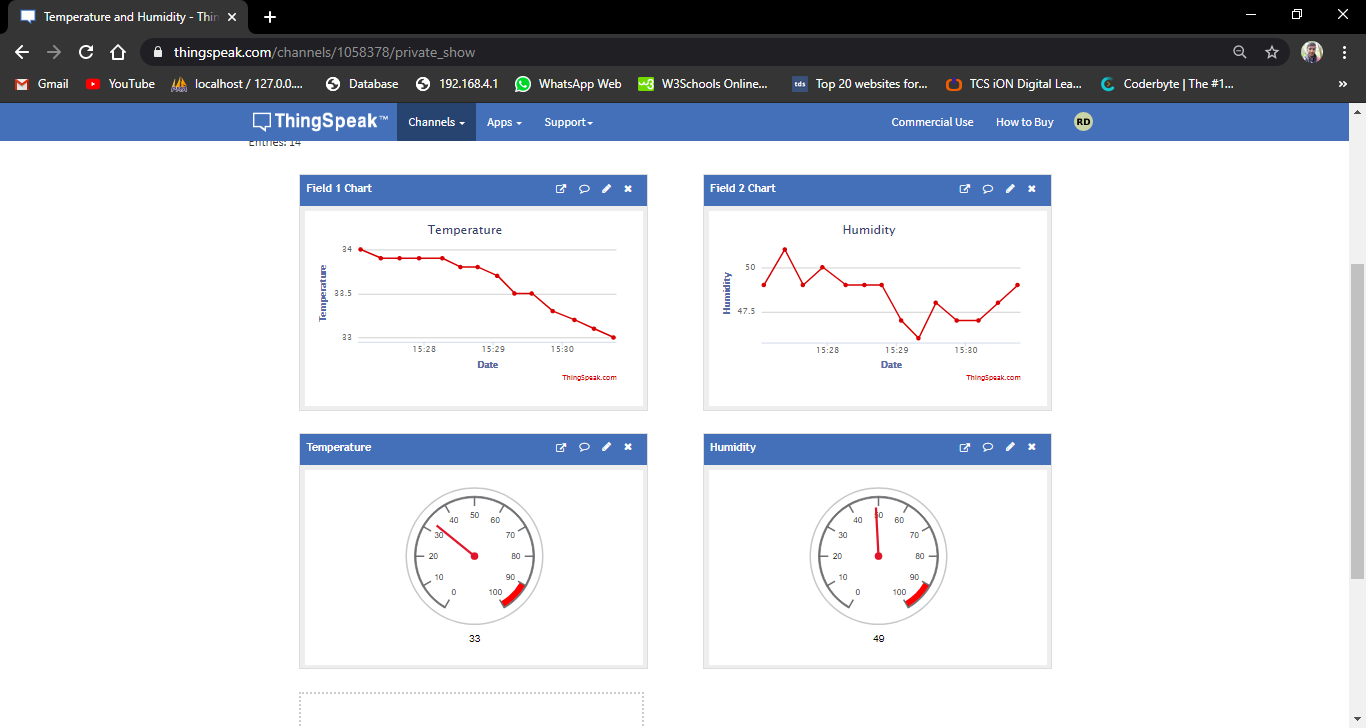 Temperature and Humidity - Thin
thingspeak.com/channels/1058378/private_show
Gmail YouTube localhost / 127.0.0.... Database 192.168.4.1 WhatsApp Web W3Schools Online... tds Top 20 websites for... TCS iON Digital Lea... Coderbyte | The #1... »
ThingSpeak™ Channels Apps Support Commercial Use How to Buy RD
Entries: 14
Field 1 Chart
Temperature
34
33.5
33
Temperature
15:28 15:29 15:30
Date
ThingSpeak.com
Field 2 Chart
Humidity
50
47.5
Humidity
15:28 15:29 15:30
Date
ThingSpeak.com
Temperature
0 10 20 30 40 50 60 70 80 90 100
33
Humidity
0 10 20 30 40 50 60 70 80 90 100
49